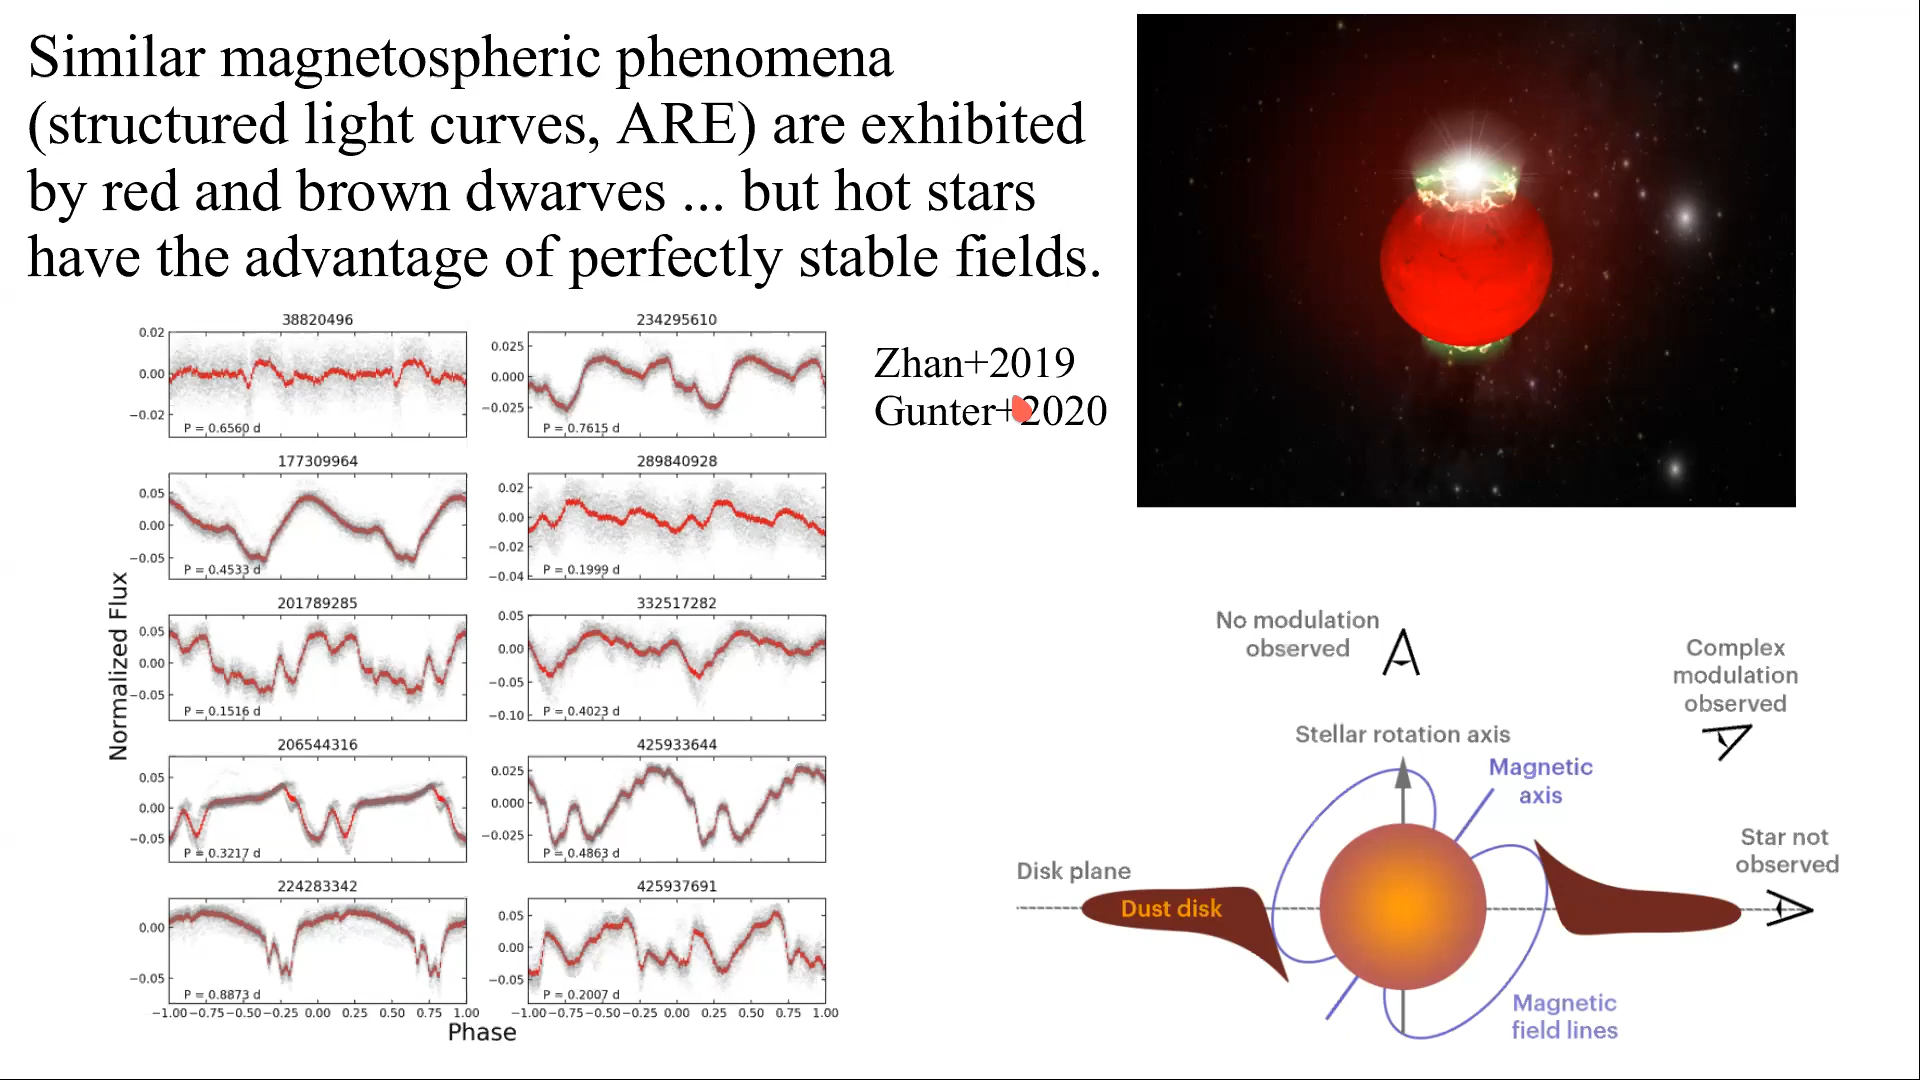 Similar magnetospheric phenomena
(structured light curves, ARE) are exhibited
by red and brown dwarves ... but hot stars
have the advantage of perfectly stable fields.
Zhan+2019
Gunter+2020
Normalized Flux
38820496
0.02
0.00
−0.02
P = 0.6560 d
234295610
0.025
0.000
−0.025
P = 0.7615 d
177309964
0.05
0.00
−0.05
P = 0.4533 d
289840928
0.02
0.00
−0.02
−0.04
P = 0.1999 d
201789285
0.05
0.00
−0.05
P = 0.1516 d
332517282
0.05
0.00
−0.05
−0.10
P = 0.4023 d
206544316
0.05
0.00
−0.05
P = 0.3217 d
425933644
0.025
0.000
−0.025
P = 0.4863 d
224283342
0.00
−0.05
P = 0.8873 d
425937691
0.05
0.00
−0.05
P = 0.2007 d
−1.00 −0.75 −0.50 −0.25 0.00 0.25 0.50 0.75 1.00
−1.00 −0.75 −0.50 −0.25 0.00 0.25 0.50 0.75 1.00
Phase
No modulation
observed
Complex
modulation
observed
Stellar rotation axis
Magnetic
axis
Star not
observed
Disk plane
Dust disk
Magnetic
field lines